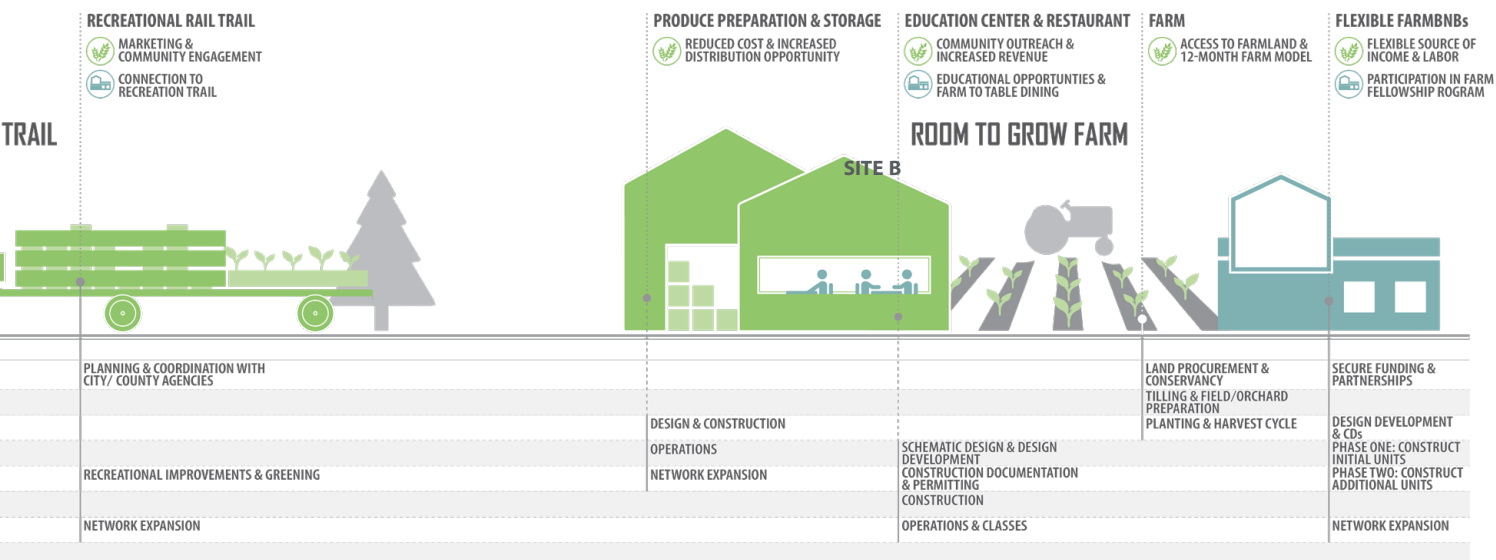 RECREATIONAL RAIL TRAIL
MARKETING &
COMMUNITY ENGAGEMENT
CONNECTION TO
RECREATION TRAIL
PRODUCE PREPARATION & STORAGE
REDUCED COST & INCREASED
DISTRIBUTION OPPORTUNITY
EDUCATION CENTER & RESTAURANT
COMMUNITY OUTREACH &
INCREASED REVENUE
EDUCATIONAL OPPORTUNTIES &
FARM TO TABLE DINING
FARM
ACCESS TO FARMLAND &
12-MONTH FARM MODEL
FLEXIBLE FARMBNBs
FLEXIBLE SOURCE OF
INCOME & LABOR
PARTICIPATION IN FARM
FELLOWSHIP ROGRAM
TRAIL
ROOM TO GROW FARM
SITE B
PLANNING & COORDINATION WITH
CITY/ COUNTY AGENCIES
RECREATIONAL IMPROVEMENTS & GREENING
NETWORK EXPANSION
DESIGN & CONSTRUCTION
OPERATIONS
NETWORK EXPANSION
SCHEMATIC DESIGN & DESIGN
DEVELOPMENT
CONSTRUCTION DOCUMENTATION
& PERMITTING
CONSTRUCTION
OPERATIONS & CLASSES
LAND PROCUREMENT &
CONSERVANCY
TILLING & FIELD/ORCHARD
PREPARATION
PLANTING & HARVEST CYCLE
SECURE FUNDING &
PARTNERSHIPS
DESIGN DEVELOPMENT
& CDs
PHASE ONE: CONSTRUCT
INITIAL UNITS
PHASE TWO: CONSTRUCT
ADDITIONAL UNITS
NETWORK EXPANSION